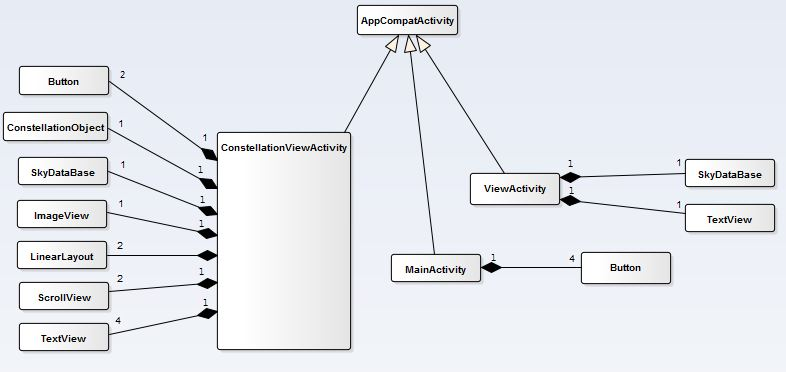 AppCompatActivity
Button
2
1
ConstellationObject
1
1
SkyDataBase
1
1
ImageView
1
1
LinearLayout
2
ScrollView
2
1
TextView
4
1
ConstellationViewActivity
ViewActivity
1
1
SkyDataBase
1
1
TextView
MainActivity
1
4
Button